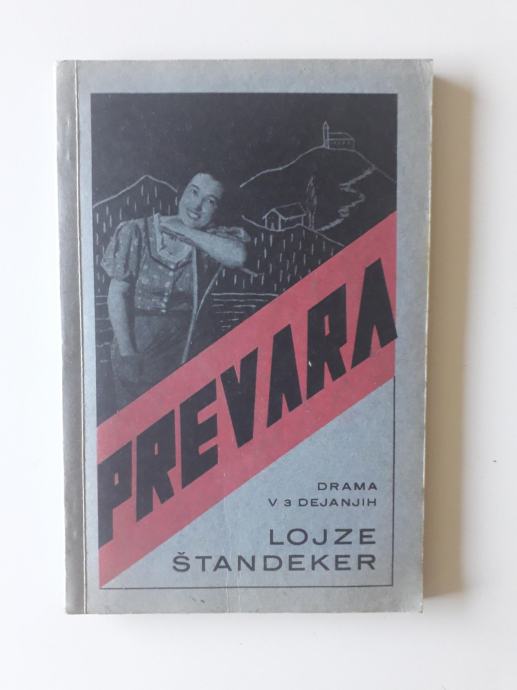 PREVARA
DRAMA
V 3 DEJANJIH
LOJZE
ŠTANDEKER